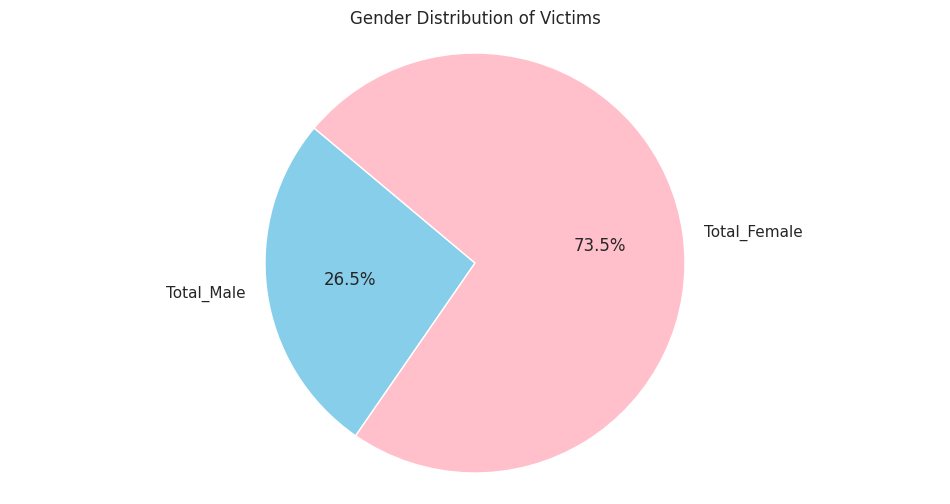 Gender Distribution of Victims
Total_Female
73.5%
26.5%
Total_Male